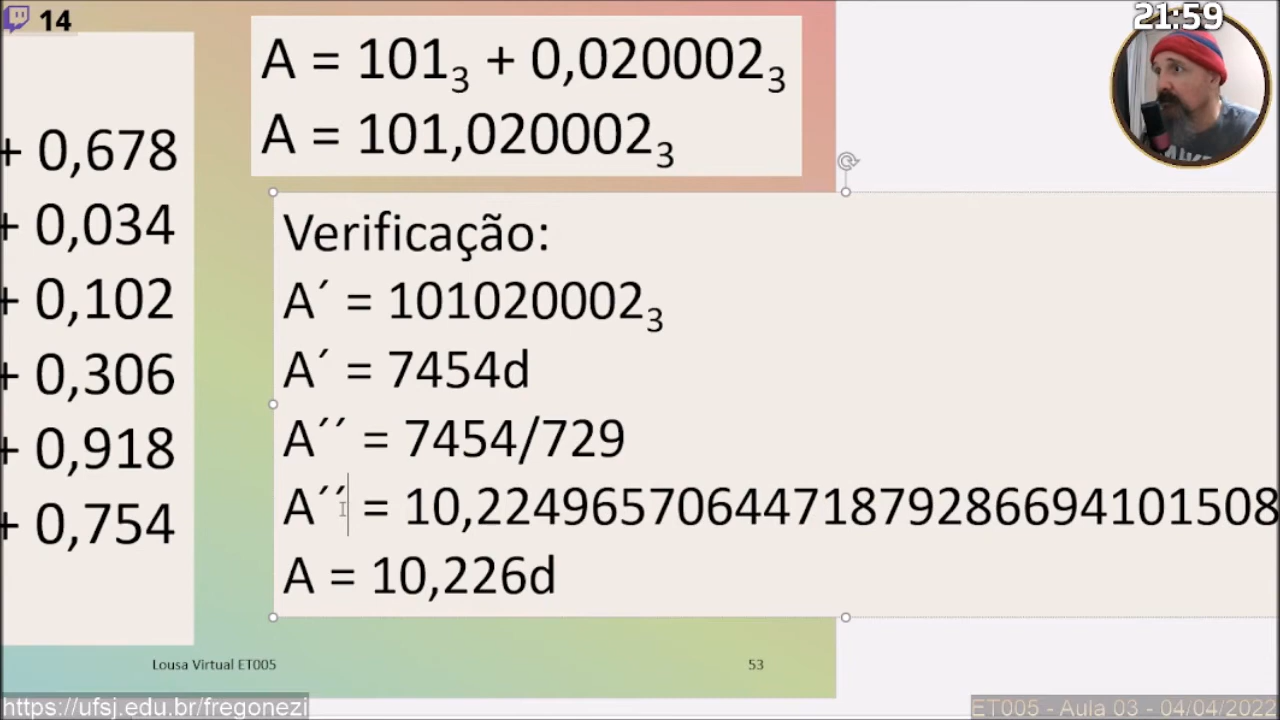 14
21:59
A = 101₃ + 0,020002₃
A = 101,020002₃
+ 0,678
+ 0,034
+ 0,102
+ 0,306
+ 0,918
+ 0,754
Verificação:
A´ = 101020002₃
A´ = 7454d
A´´ = 7454/729
A´´ = 10,2249657064471879286694101508
A = 10,226d
Lousa Virtual ET005
53
https://ufsj.edu.br/fregonezi
ET005 - Aula 03 - 04/04/2022